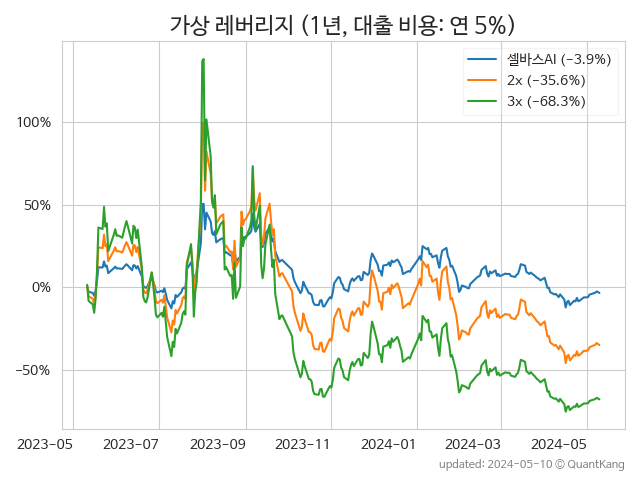 가상 레버리지 (1년, 대출 비용: 연 5%)
셀바스AI (−3.9%)
2x (−35.6%)
3x (−68.3%)
100%
50%
0%
−50%
2023-05 2023-07 2023-09 2023-11 2024-01 2024-03 2024-05
updated: 2024-05-10 © QuantKang